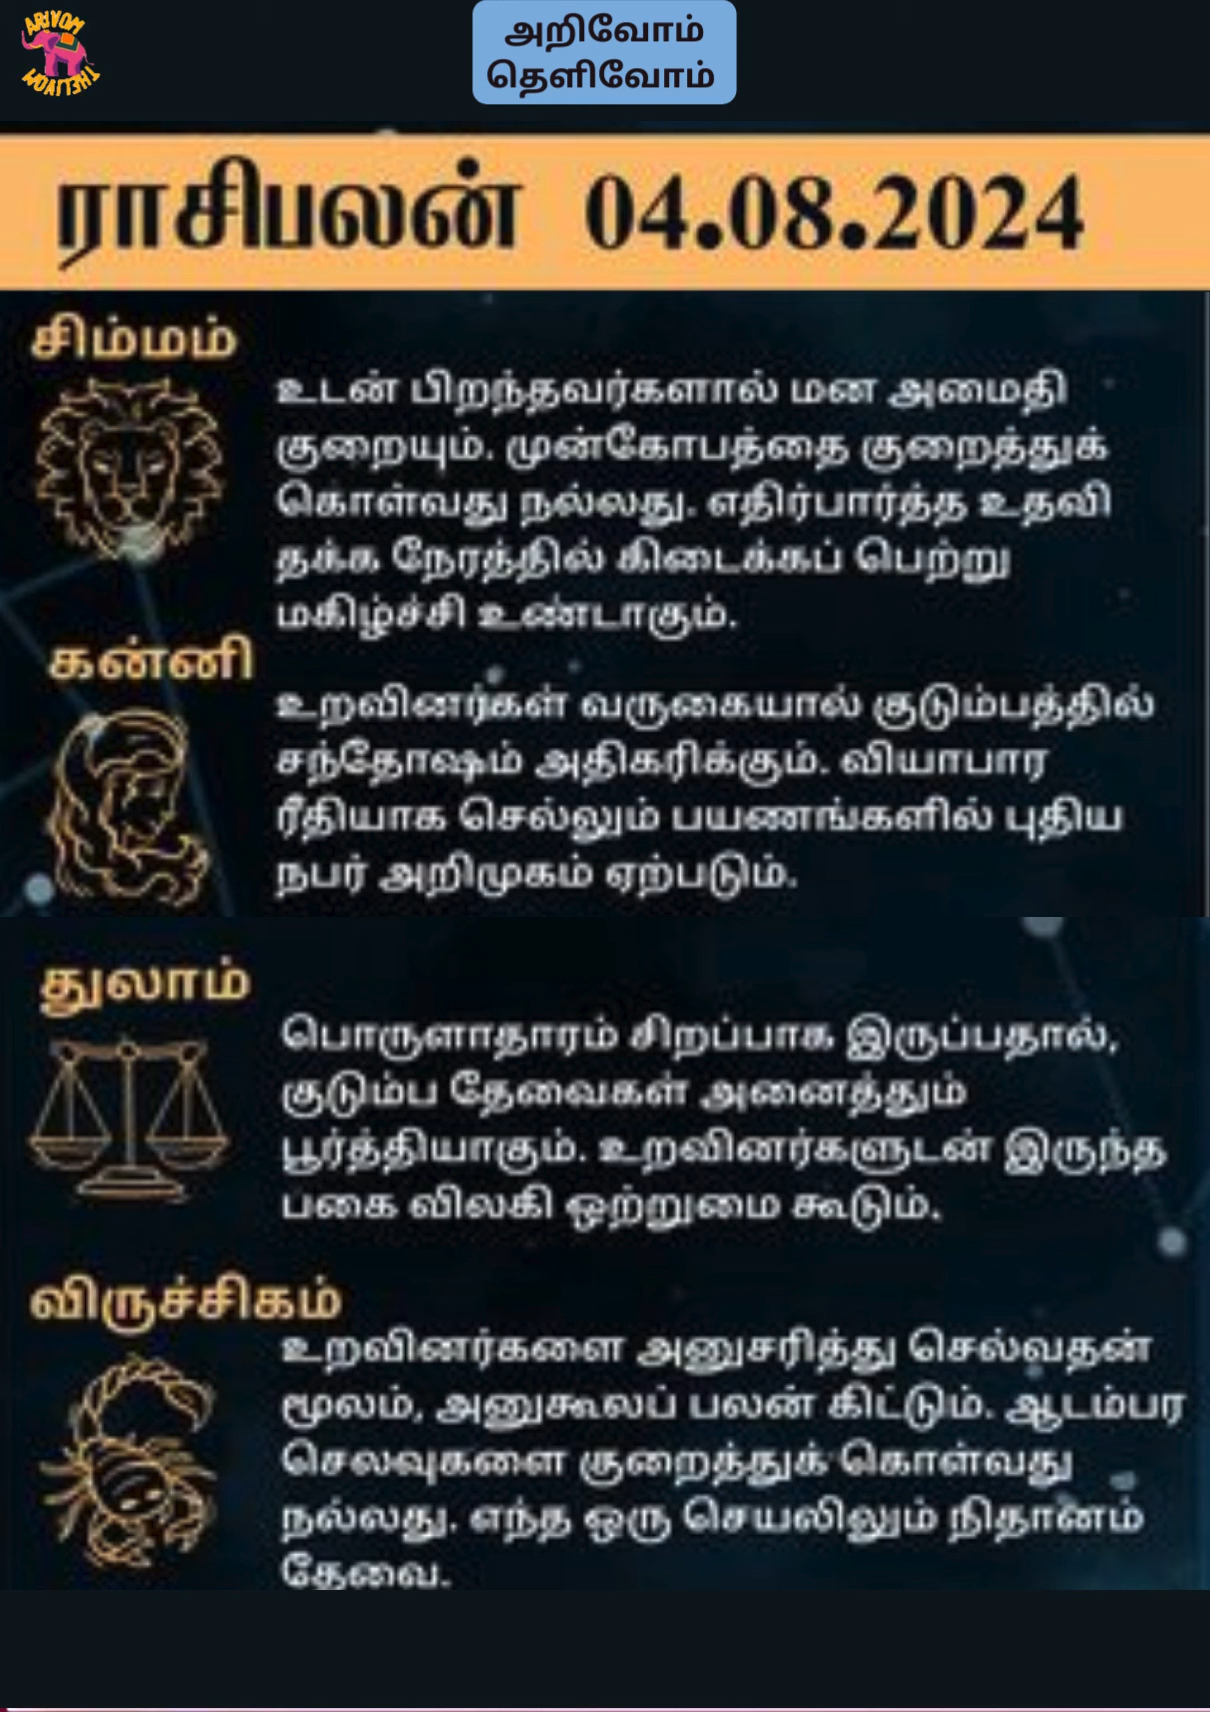 ARIVOM
THELIVOM
அறிவோம்
தெளிவோம்
ராசிபலன் 04.08.2024
சிம்மம்
உடன் பிறந்தவர்களால் மன அமைதி
குறையும். முன்கோபத்தை குறைத்துக்
கொள்வது நல்லது. எதிர்பார்த்த உதவி
தக்க நேரத்தில் கிடைக்கப் பெற்று
மகிழ்ச்சி உண்டாகும்.
கன்னி
உறவினர்கள் வருகையால் குடும்பத்தில்
சந்தோஷம் அதிகரிக்கும். வியாபார
ரீதியாக செல்லும் பயணங்களில் புதிய
நபர் அறிமுகம் ஏற்படும்.
துலாம்
பொருளாதாரம் சிறப்பாக இருப்பதால்,
குடும்ப தேவைகள் அனைத்தும்
பூர்த்தியாகும். உறவினர்களுடன் இருந்த
பகை விலகி ஒற்றுமை கூடும்.
விருச்சிகம்
உறவினர்களை அனுசரித்து செல்வதன்
மூலம், அனுகூலப் பலன் கிட்டும். ஆடம்பர
செலவுகளை குறைத்துக் கொள்வது
நல்லது. எந்த ஒரு செயலிலும் நிதானம்
தேவை.